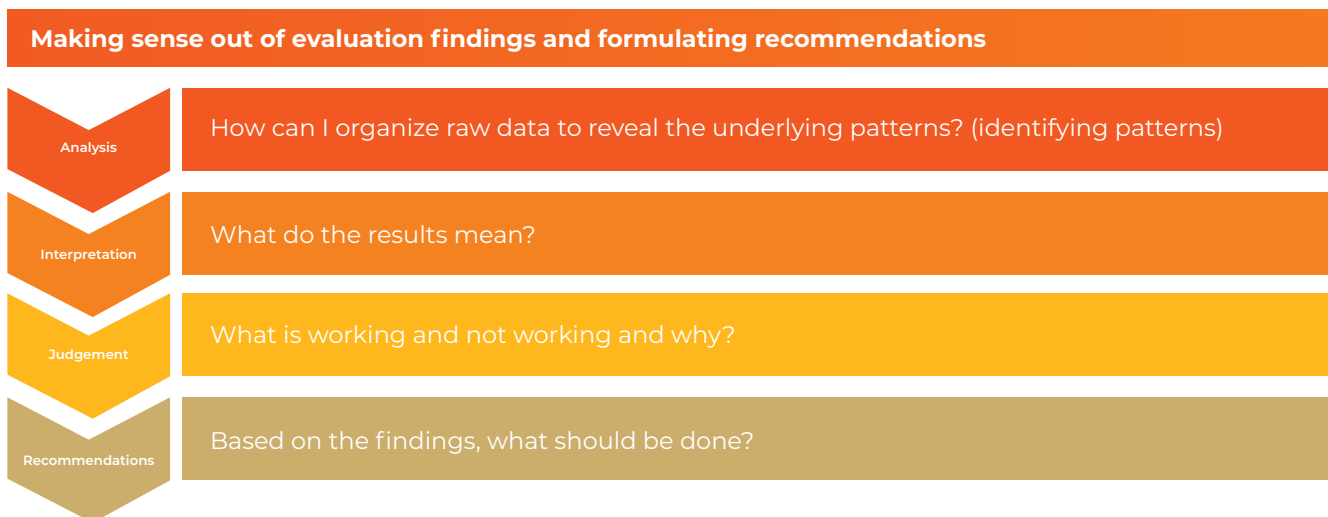 Making sense out of evaluation findings and formulating recommendations
Analysis
How can I organize raw data to reveal the underlying patterns? (identifying patterns)
Interpretation
What do the results mean?
Judgement
What is working and not working and why?
Recommendations
Based on the findings, what should be done?